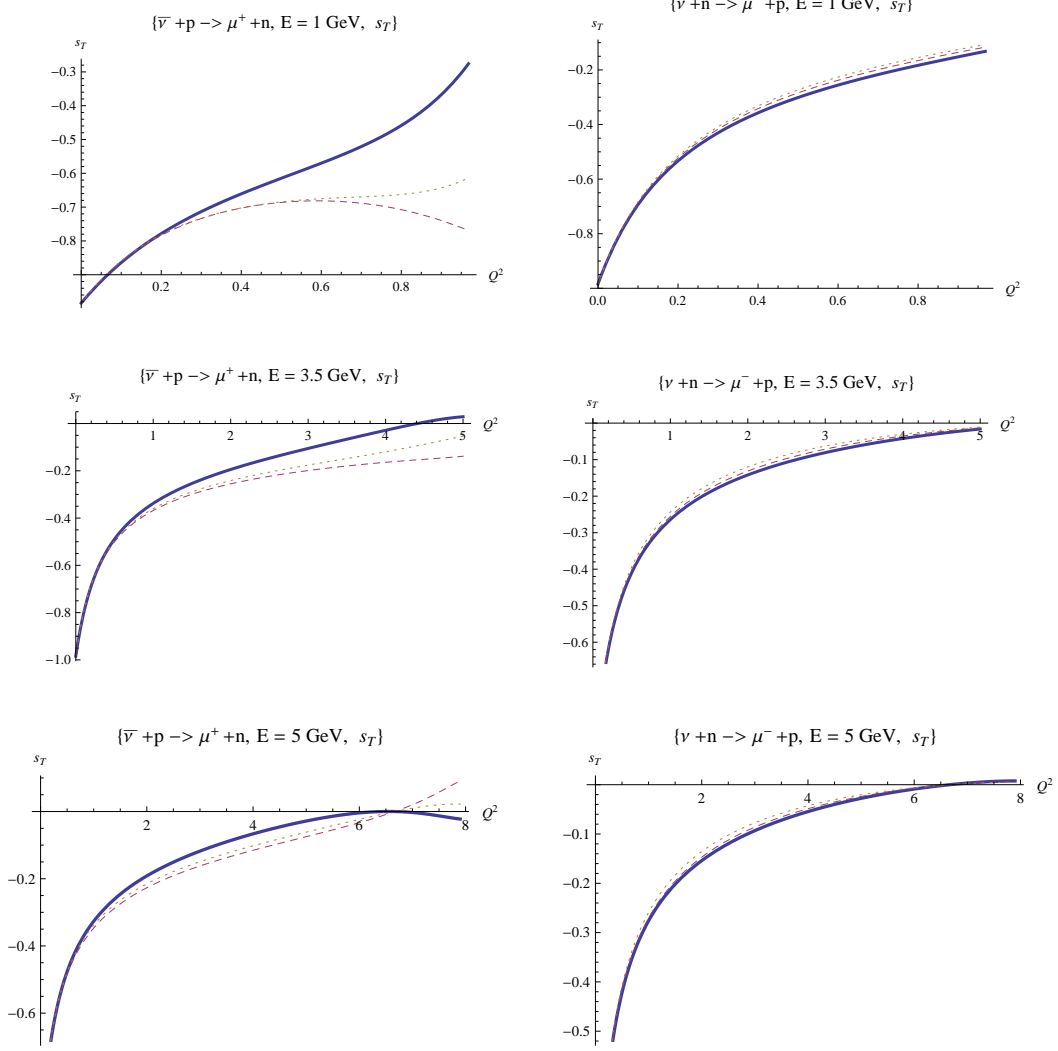 {ν̅ +p −> μ⁺ +n, E = 1 GeV, s_T}
s_T
−0.3
−0.4
−0.5
−0.6
−0.7
−0.8
0.2 0.4 0.6 0.8
Q²
{ν +n −> μ⁻ +p, E = 1 GeV, s_T}
s_T
−0.2
−0.4
−0.6
−0.8
0.0 0.2 0.4 0.6 0.8
Q²
{ν̅ +p −> μ⁺ +n, E = 3.5 GeV, s_T}
s_T
1 2 3 4 5
Q²
−0.2
−0.4
−0.6
−0.8
−1.0
{ν +n −> μ⁻ +p, E = 3.5 GeV, s_T}
s_T
1 2 3 4 5
Q²
−0.1
−0.2
−0.3
−0.4
−0.5
−0.6
{ν̅ +p −> μ⁺ +n, E = 5 GeV, s_T}
s_T
2 4 6 8
Q²
−0.2
−0.4
−0.6
{ν +n −> μ⁻ +p, E = 5 GeV, s_T}
s_T
2 4 6 8
Q²
−0.1
−0.2
−0.3
−0.4
−0.5